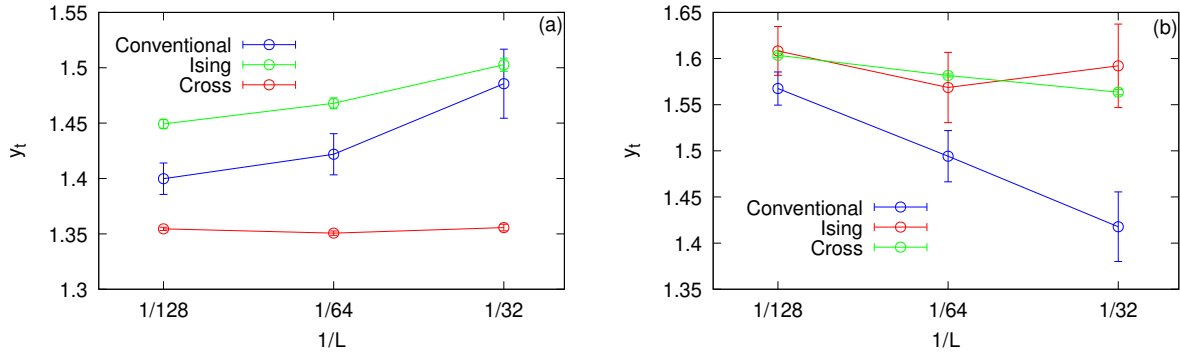 (a)
Conventional
Ising
Cross
1.55
1.5
1.45
1.4
1.35
1.3
y_t
1/128
1/64
1/32
1/L
(b)
1.65
1.6
1.55
1.5
1.45
1.4
1.35
y_t
Conventional
Ising
Cross
1/128
1/64
1/32
1/L